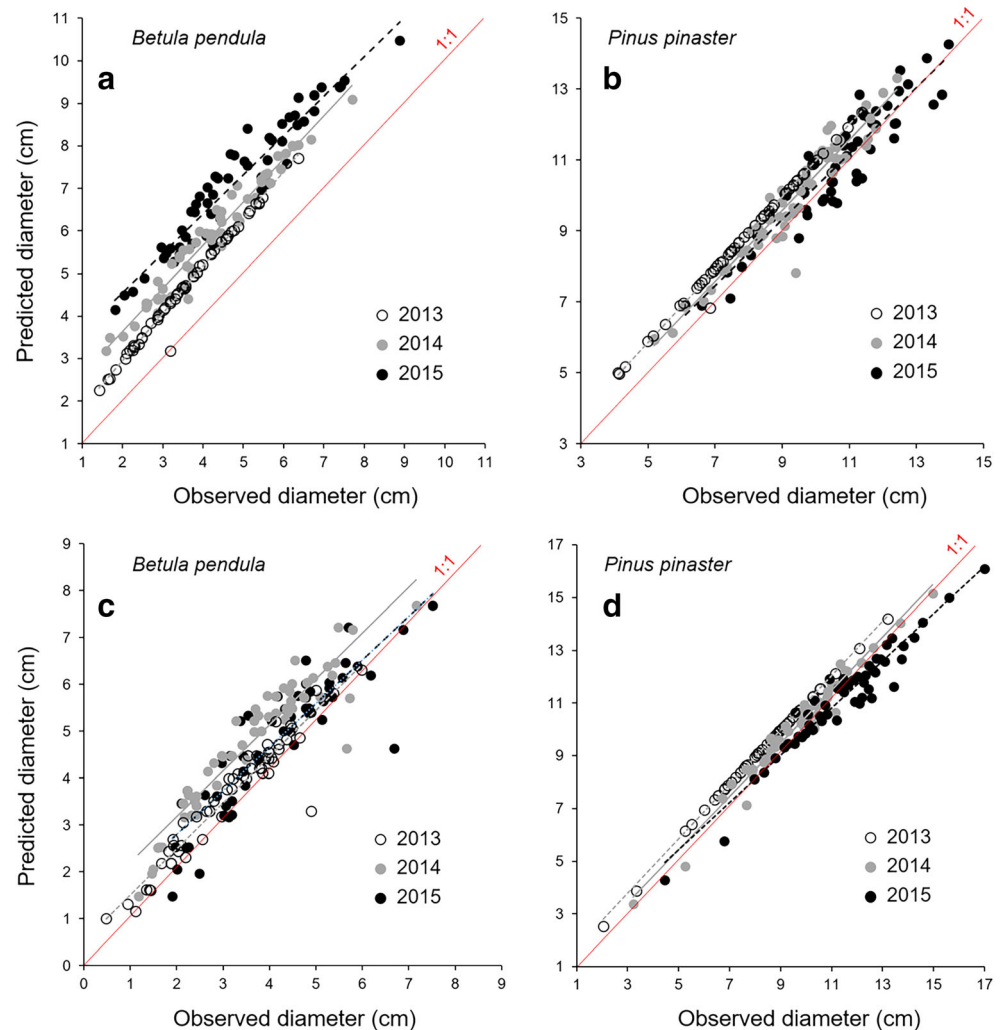 Predicted diameter (cm)
11
10
9
8
7
6
5
4
3
2
1
Betula pendula
a
1:1
2013
2014
2015
1 2 3 4 5 6 7 8 9 10 11
Observed diameter (cm)
15
13
11
9
7
5
3
Pinus pinaster
b
1:1
2013
2014
2015
3 5 7 9 11 13 15
Observed diameter (cm)
Predicted diameter (cm)
9
8
7
6
5
4
3
2
1
0
Betula pendula
c
1:1
2013
2014
2015
0 1 2 3 4 5 6 7 8 9
Observed diameter (cm)
17
15
13
11
9
7
5
3
1
Pinus pinaster
d
1:1
2013
2014
2015
1 3 5 7 9 11 13 15 17
Observed diameter (cm)